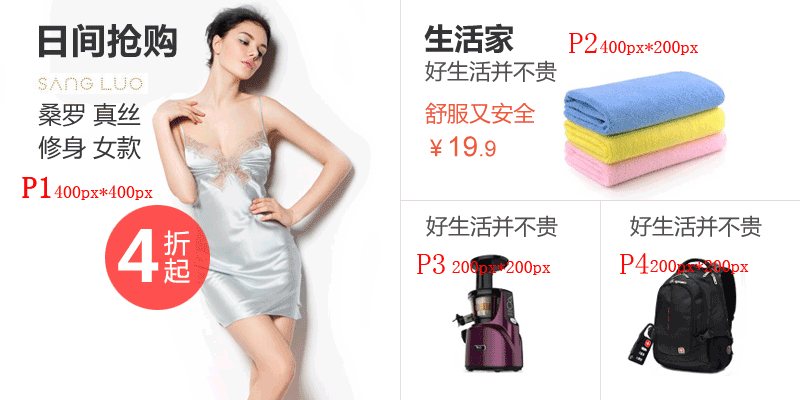 日间抢购
SANG LUO
桑罗 真丝
修身 女款
P1 400px*400px
4折起
生活家
P2 400px*200px
好生活并不贵
舒服又安全
¥19.9
好生活并不贵
P3 200px*200px
好生活并不贵
P4 200px*200px